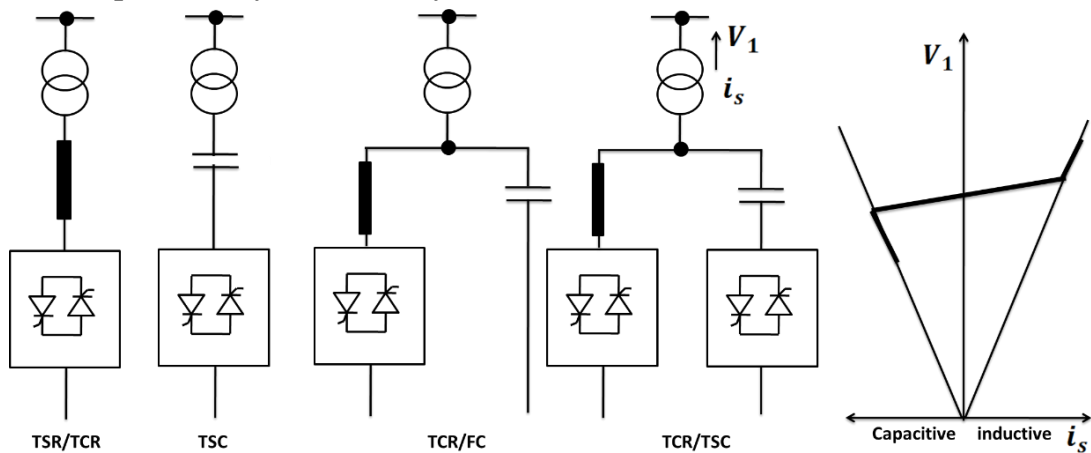 V₁
iₛ
TSR/TCR
TSC
TCR/FC
TCR/TSC
V₁
Capacitive
inductive
iₛ